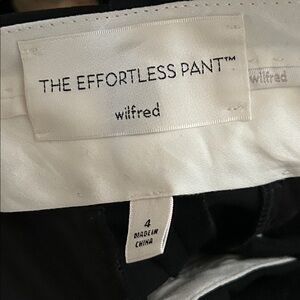 THE EFFORTLESS PANT™
wilfred
wilfred
4
MADE IN
CHINA